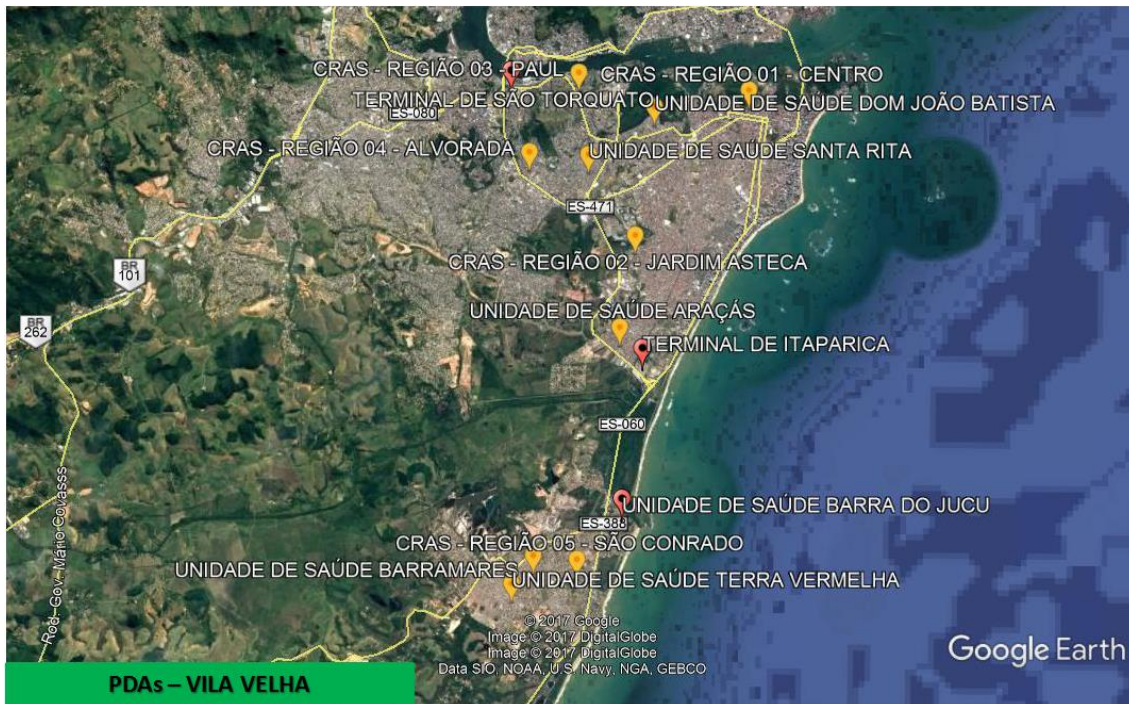 CRAS - REGIÃO 03 - PAUL
CRAS - REGIÃO 01 - CENTRO
TERMINAL DE SÃO TORQUATO
UNIDADE DE SAÚDE DOM JOÃO BATISTA
ES-080
CRAS - REGIÃO 04 - ALVORADA
UNIDADE DE SAÚDE SANTA RITA
ES-471
CRAS - REGIÃO 02 - JARDIM ASTECA
BR
101
UNIDADE DE SAÚDE ARAÇÁS
BR
262
TERMINAL DE ITAPARICA
ES-060
UNIDADE DE SAÚDE BARRA DO JUCU
ES-388
CRAS - REGIÃO 05 - SÃO CONRADO
UNIDADE DE SAÚDE BARRAMARES
UNIDADE DE SAÚDE TERRA VERMELHA
Rod. Gov. Mário Covasss
© 2017 Google
Image © 2017 DigitalGlobe
Image © 2017 DigitalGlobe
Data SIO, NOAA, U.S. Navy, NGA, GEBCO
Google Earth
PDAs – VILA VELHA